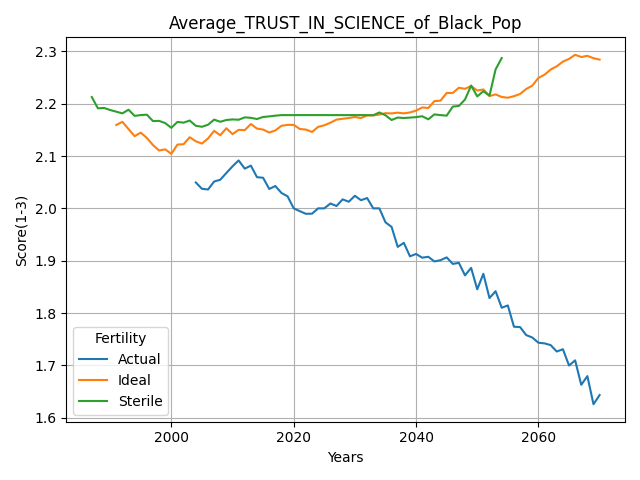 Average_TRUST_IN_SCIENCE_of_Black_Pop
Score(1-3)
2.3
2.2
2.1
2.0
1.9
1.8
1.7
1.6
Fertility
Actual
Ideal
Sterile
2000 2020 2040 2060
Years